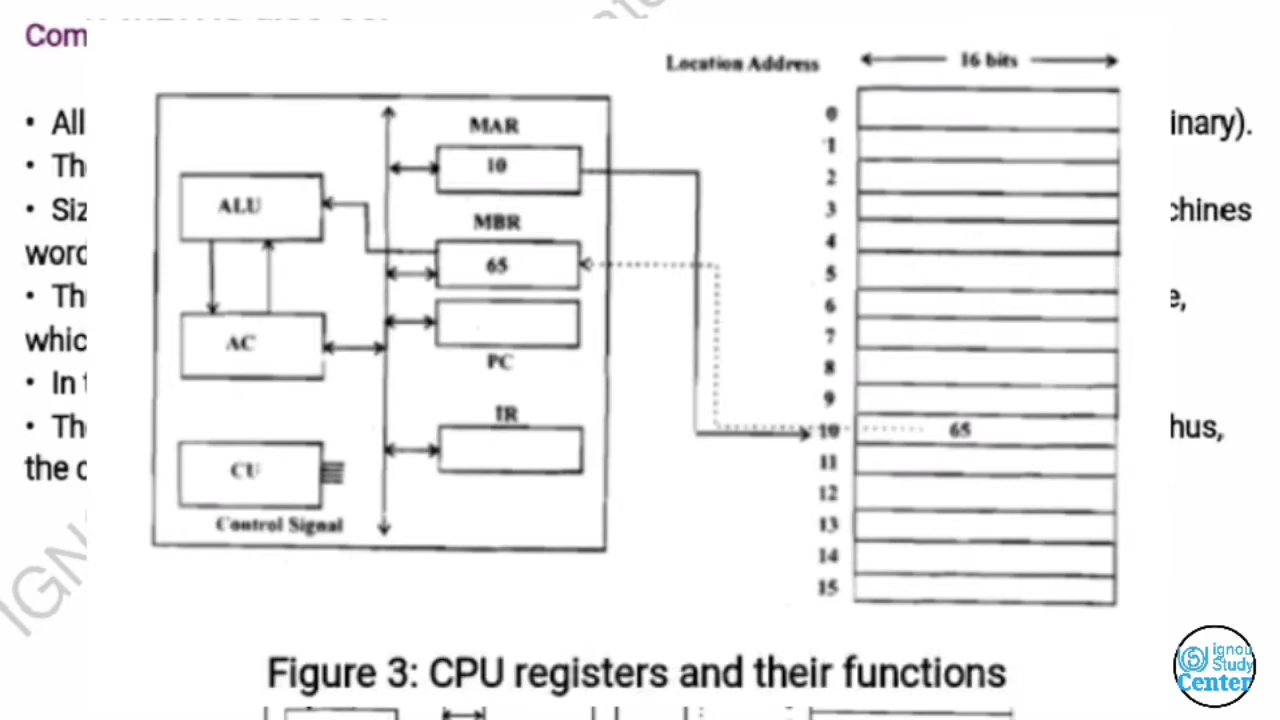 Com
Location Address
16 bits
• All
inary).
• Th
• Siz
chines
word
• Th
e,
whic
• In t
• Th
hus,
the c
MAR
10
ALU
MBR
65
AC
PC
IR
CU
Control Signal
0
1
2
3
4
5
6
7
8
9
10 65
11
12
13
14
15
IGN
Figure 3: CPU registers and their functions
ignou
Study
Center